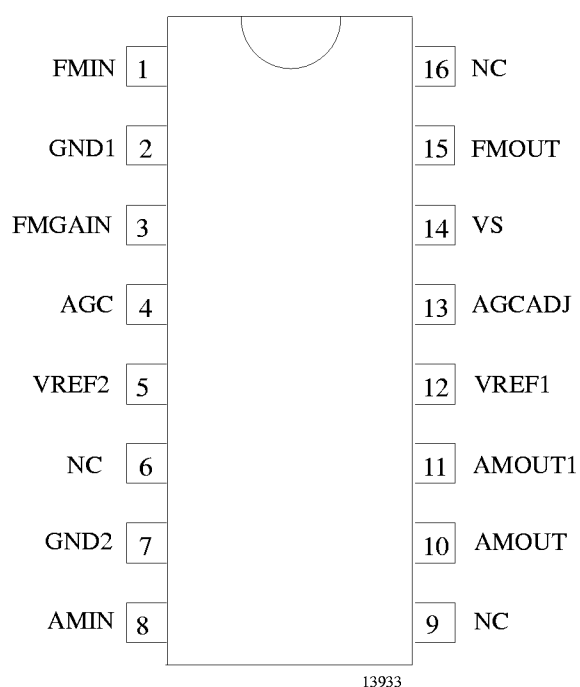 FMIN 1 16 NC
GND1 2 15 FMOUT
FMGAIN 3 14 VS
AGC 4 13 AGCADJ
VREF2 5 12 VREF1
NC 6 11 AMOUT1
GND2 7 10 AMOUT
AMIN 8 9 NC
13933